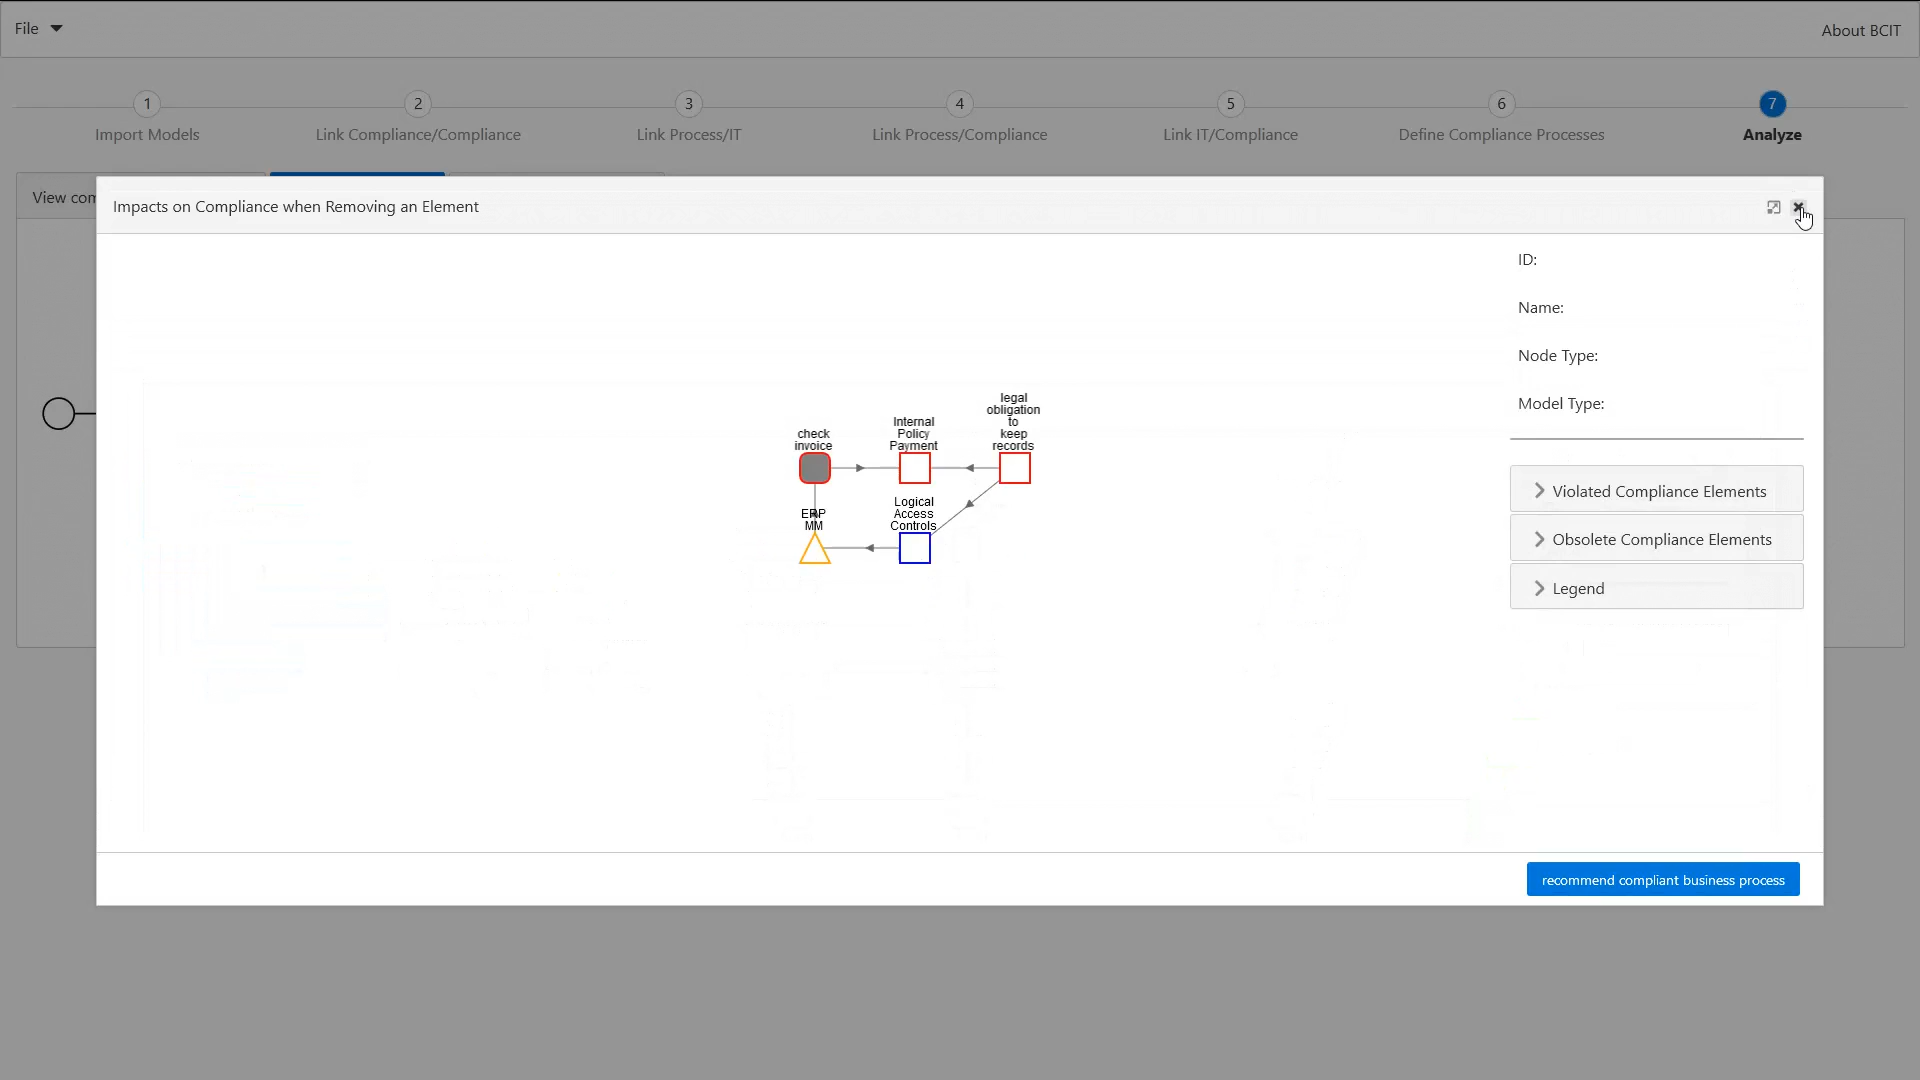 File
About BCIT
1
2
3
4
5
6
7
Import Models
Link Compliance/Compliance
Link Process/IT
Link Process/Compliance
Link IT/Compliance
Define Compliance Processes
Analyze
View com
Impacts on Compliance when Removing an Element
ID:
Name:
Node Type:
Model Type:
check
invoice
Internal
Policy
Payment
legal
obligation
to
keep
records
ERP
MM
Logical
Access
Controls
Violated Compliance Elements
Obsolete Compliance Elements
Legend
recommend compliant business process